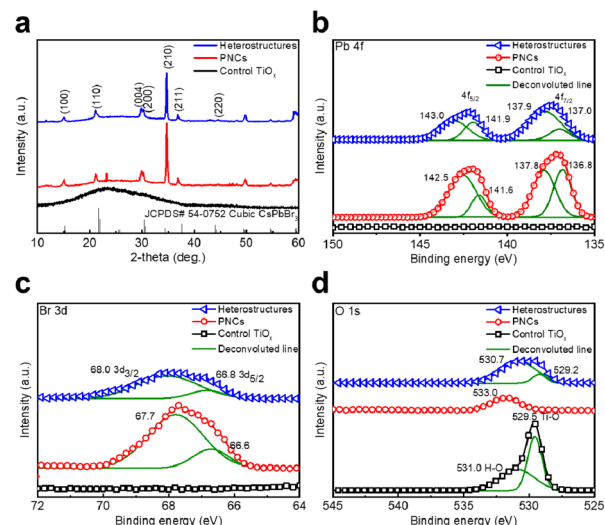 a
Heterostructures
PNCs
Control TiOₓ
(100)
(110)
(004)
(200)
(210)
(211)
(220)
JCPDS# 54-0752 Cubic CsPbBr₃
Intensity (a.u.)
10 20 30 40 50 60
2-theta (deg.)
b
Pb 4f
Heterostructures
PNCs
Control TiOₓ
Deconvoluted line
4f₅/₂
4f₇/₂
143.0
141.9
137.9
137.0
142.5
141.6
137.8
136.8
Intensity (a.u.)
150 145 140 135
Binding energy (eV)
c
Br 3d
Heterostructures
PNCs
Control TiOₓ
Deconvoluted line
68.0 3d₃/₂
66.8 3d₅/₂
67.7
66.6
Intensity (a.u.)
72 70 68 66 64
Binding energy (eV)
d
O 1s
Heterostructures
PNCs
Control TiOₓ
Deconvoluted line
530.7
529.2
533.0
529.5 Ti-O
531.0 H-O
Intensity (a.u.)
545 540 535 530 525
Binding energy (eV)